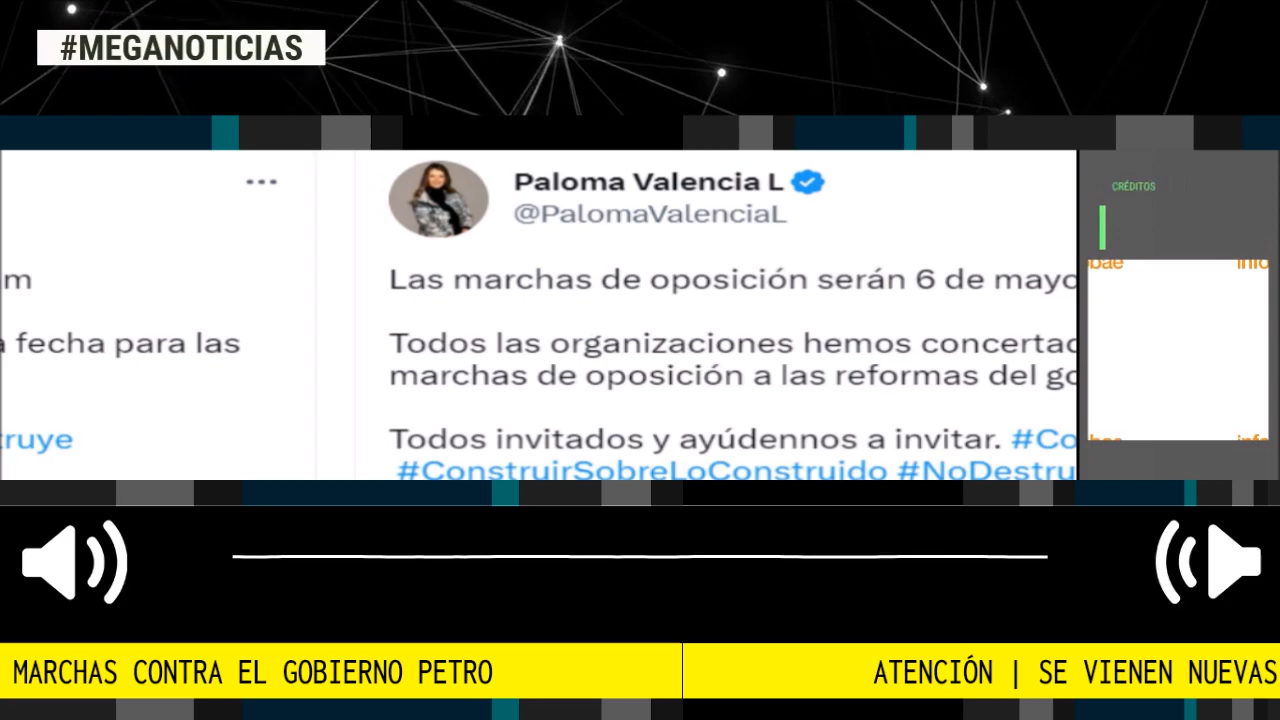 #MEGANOTICIAS
Paloma Valencia L
@PalomaValenciaL
CRÉDITOS
m
Las marchas de oposición serán 6 de mayo
fecha para las
Todos las organizaciones hemos concertad
marchas de oposición a las reformas del go
ruye
Todos invitados y ayúdennos a invitar. #Co
#ConstruirSobreLoConstruido #NoDestru
MARCHAS CONTRA EL GOBIERNO PETRO
ATENCIÓN | SE VIENEN NUEVAS